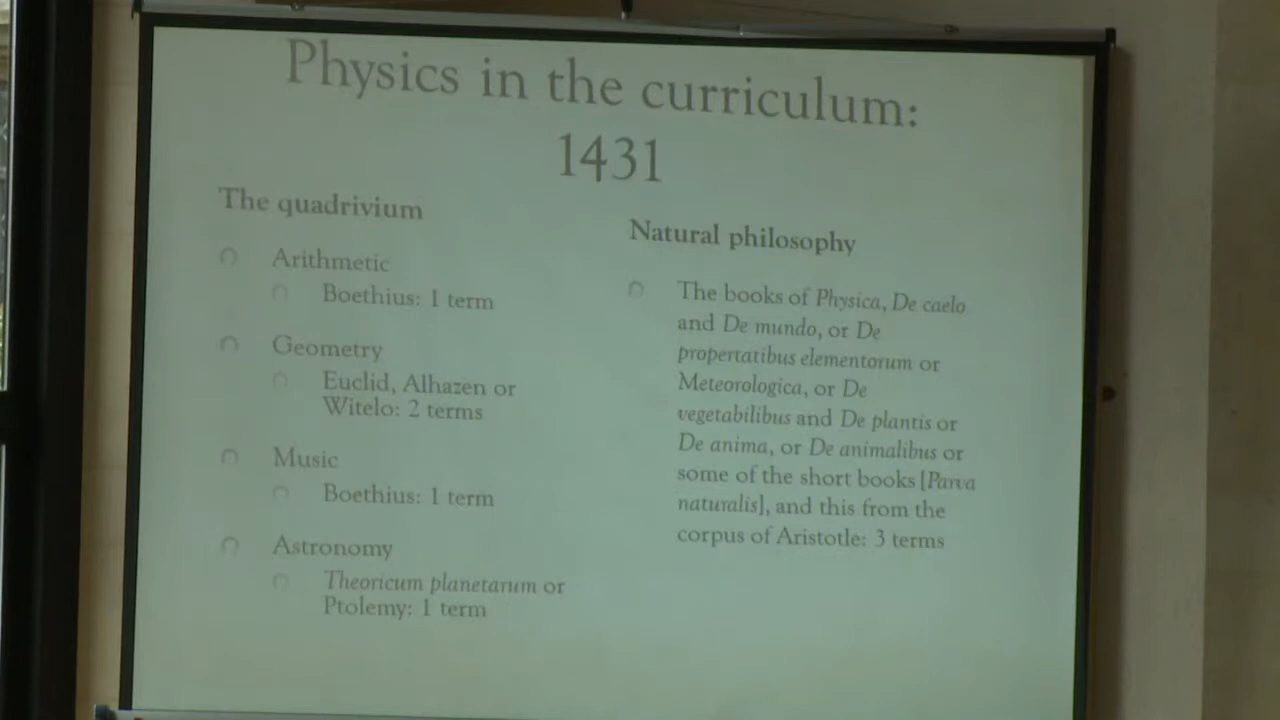 Physics in the curriculum:
1431
The quadrivium
Arithmetic
Boethius: 1 term
Geometry
Euclid, Alhazen or
Witelo: 2 terms
Music
Boethius: 1 term
Astronomy
Theoricum planetarum or
Ptolemy: 1 term
Natural philosophy
The books of Physica, De caelo
and De mundo, or De
propertatibus elementorum or
Meteorologica, or De
vegetabilibus and De plantis or
De anima, or De animalibus or
some of the short books [Parva
naturalis], and this from the
corpus of Aristotle: 3 terms